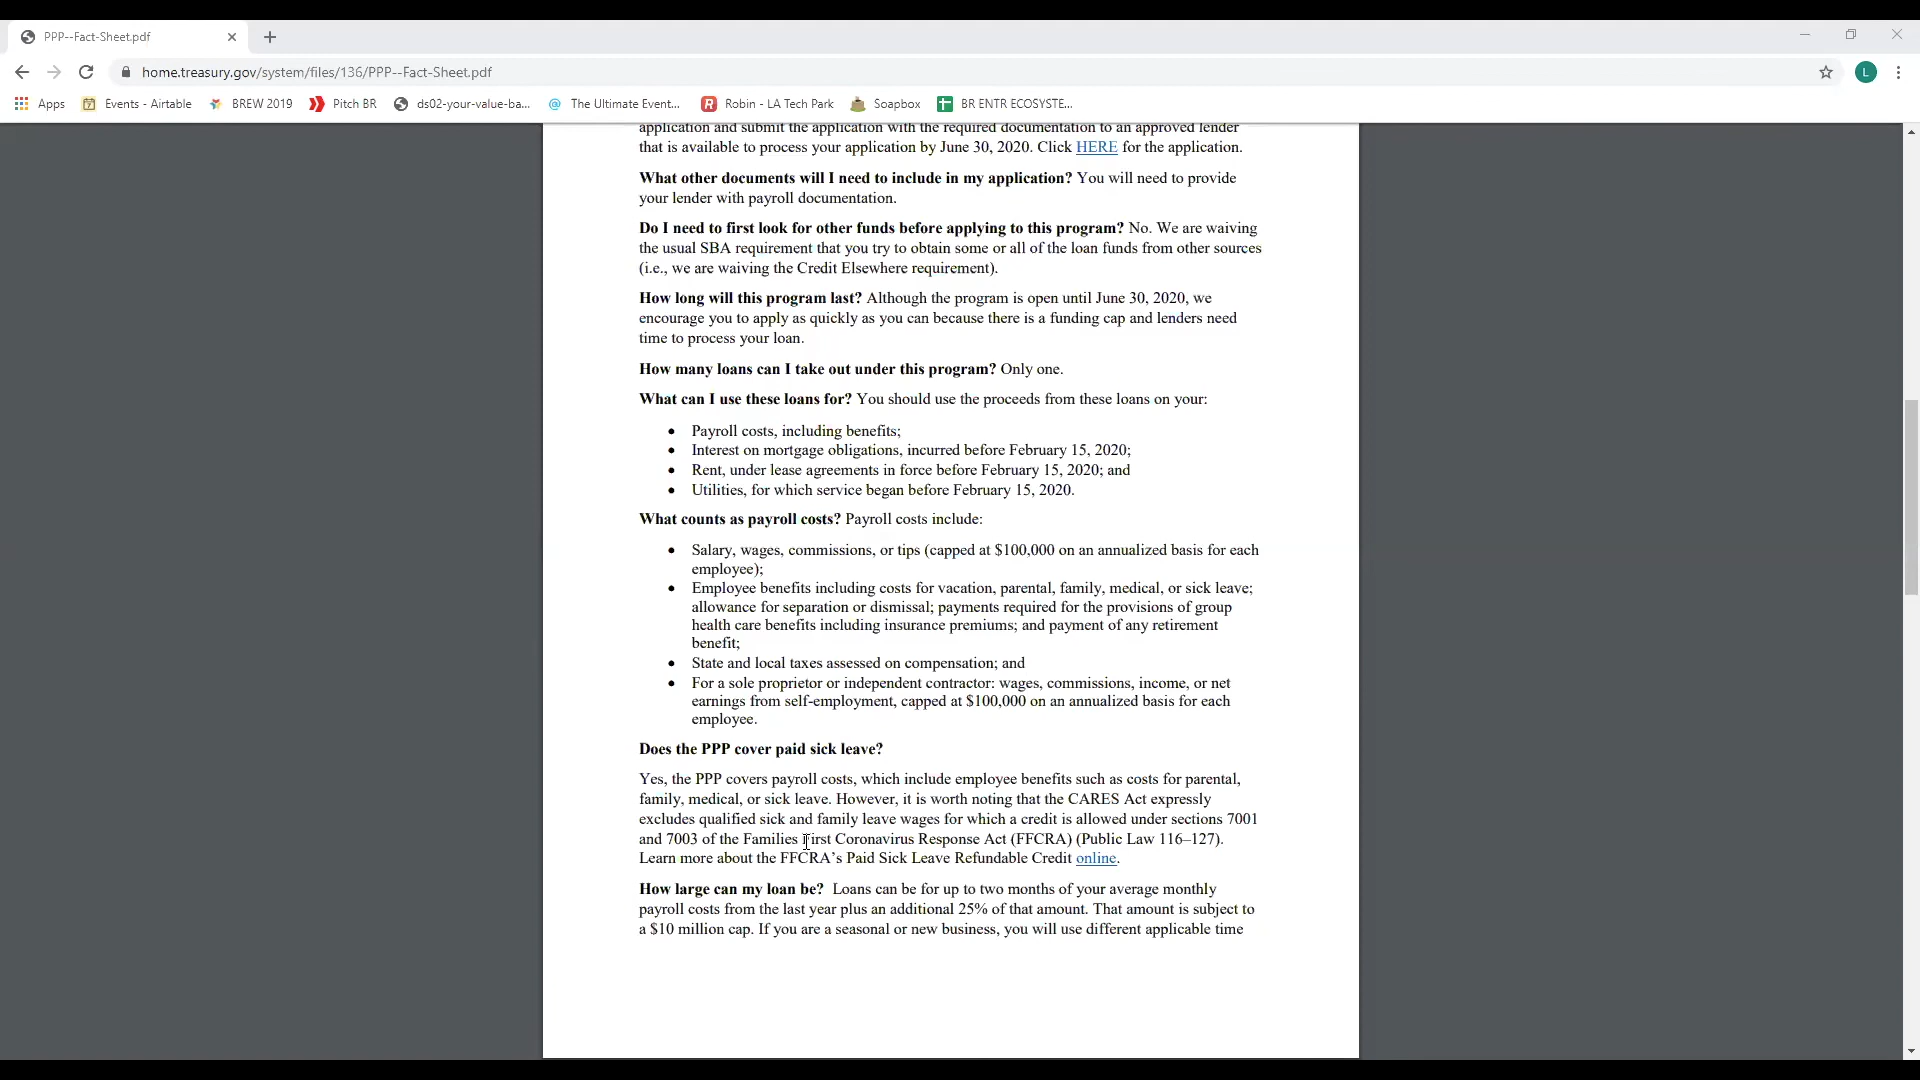 PPP--Fact-Sheet.pdf
home.treasury.gov/system/files/136/PPP--Fact-Sheet.pdf
L
Apps Events - Airtable BREW 2019 Pitch BR ds02-your-value-ba... The Ultimate Event... Robin - LA Tech Park Soapbox BR ENTR ECOSYSTE...
application and submit the application with the required documentation to an approved lender
that is available to process your application by June 30, 2020. Click HERE for the application.
What other documents will I need to include in my application? You will need to provide
your lender with payroll documentation.
Do I need to first look for other funds before applying to this program? No. We are waiving
the usual SBA requirement that you try to obtain some or all of the loan funds from other sources
(i.e., we are waiving the Credit Elsewhere requirement).
How long will this program last? Although the program is open until June 30, 2020, we
encourage you to apply as quickly as you can because there is a funding cap and lenders need
time to process your loan.
How many loans can I take out under this program? Only one.
What can I use these loans for? You should use the proceeds from these loans on your:
• Payroll costs, including benefits;
• Interest on mortgage obligations, incurred before February 15, 2020;
• Rent, under lease agreements in force before February 15, 2020; and
• Utilities, for which service began before February 15, 2020.
What counts as payroll costs? Payroll costs include:
• Salary, wages, commissions, or tips (capped at $100,000 on an annualized basis for each
employee);
• Employee benefits including costs for vacation, parental, family, medical, or sick leave;
allowance for separation or dismissal; payments required for the provisions of group
health care benefits including insurance premiums; and payment of any retirement
benefit;
• State and local taxes assessed on compensation; and
• For a sole proprietor or independent contractor: wages, commissions, income, or net
earnings from self-employment, capped at $100,000 on an annualized basis for each
employee.
Does the PPP cover paid sick leave?
Yes, the PPP covers payroll costs, which include employee benefits such as costs for parental,
family, medical, or sick leave. However, it is worth noting that the CARES Act expressly
excludes qualified sick and family leave wages for which a credit is allowed under sections 7001
and 7003 of the Families First Coronavirus Response Act (FFCRA) (Public Law 116–127).
Learn more about the FFCRA’s Paid Sick Leave Refundable Credit online.
How large can my loan be? Loans can be for up to two months of your average monthly
payroll costs from the last year plus an additional 25% of that amount. That amount is subject to
a $10 million cap. If you are a seasonal or new business, you will use different applicable time